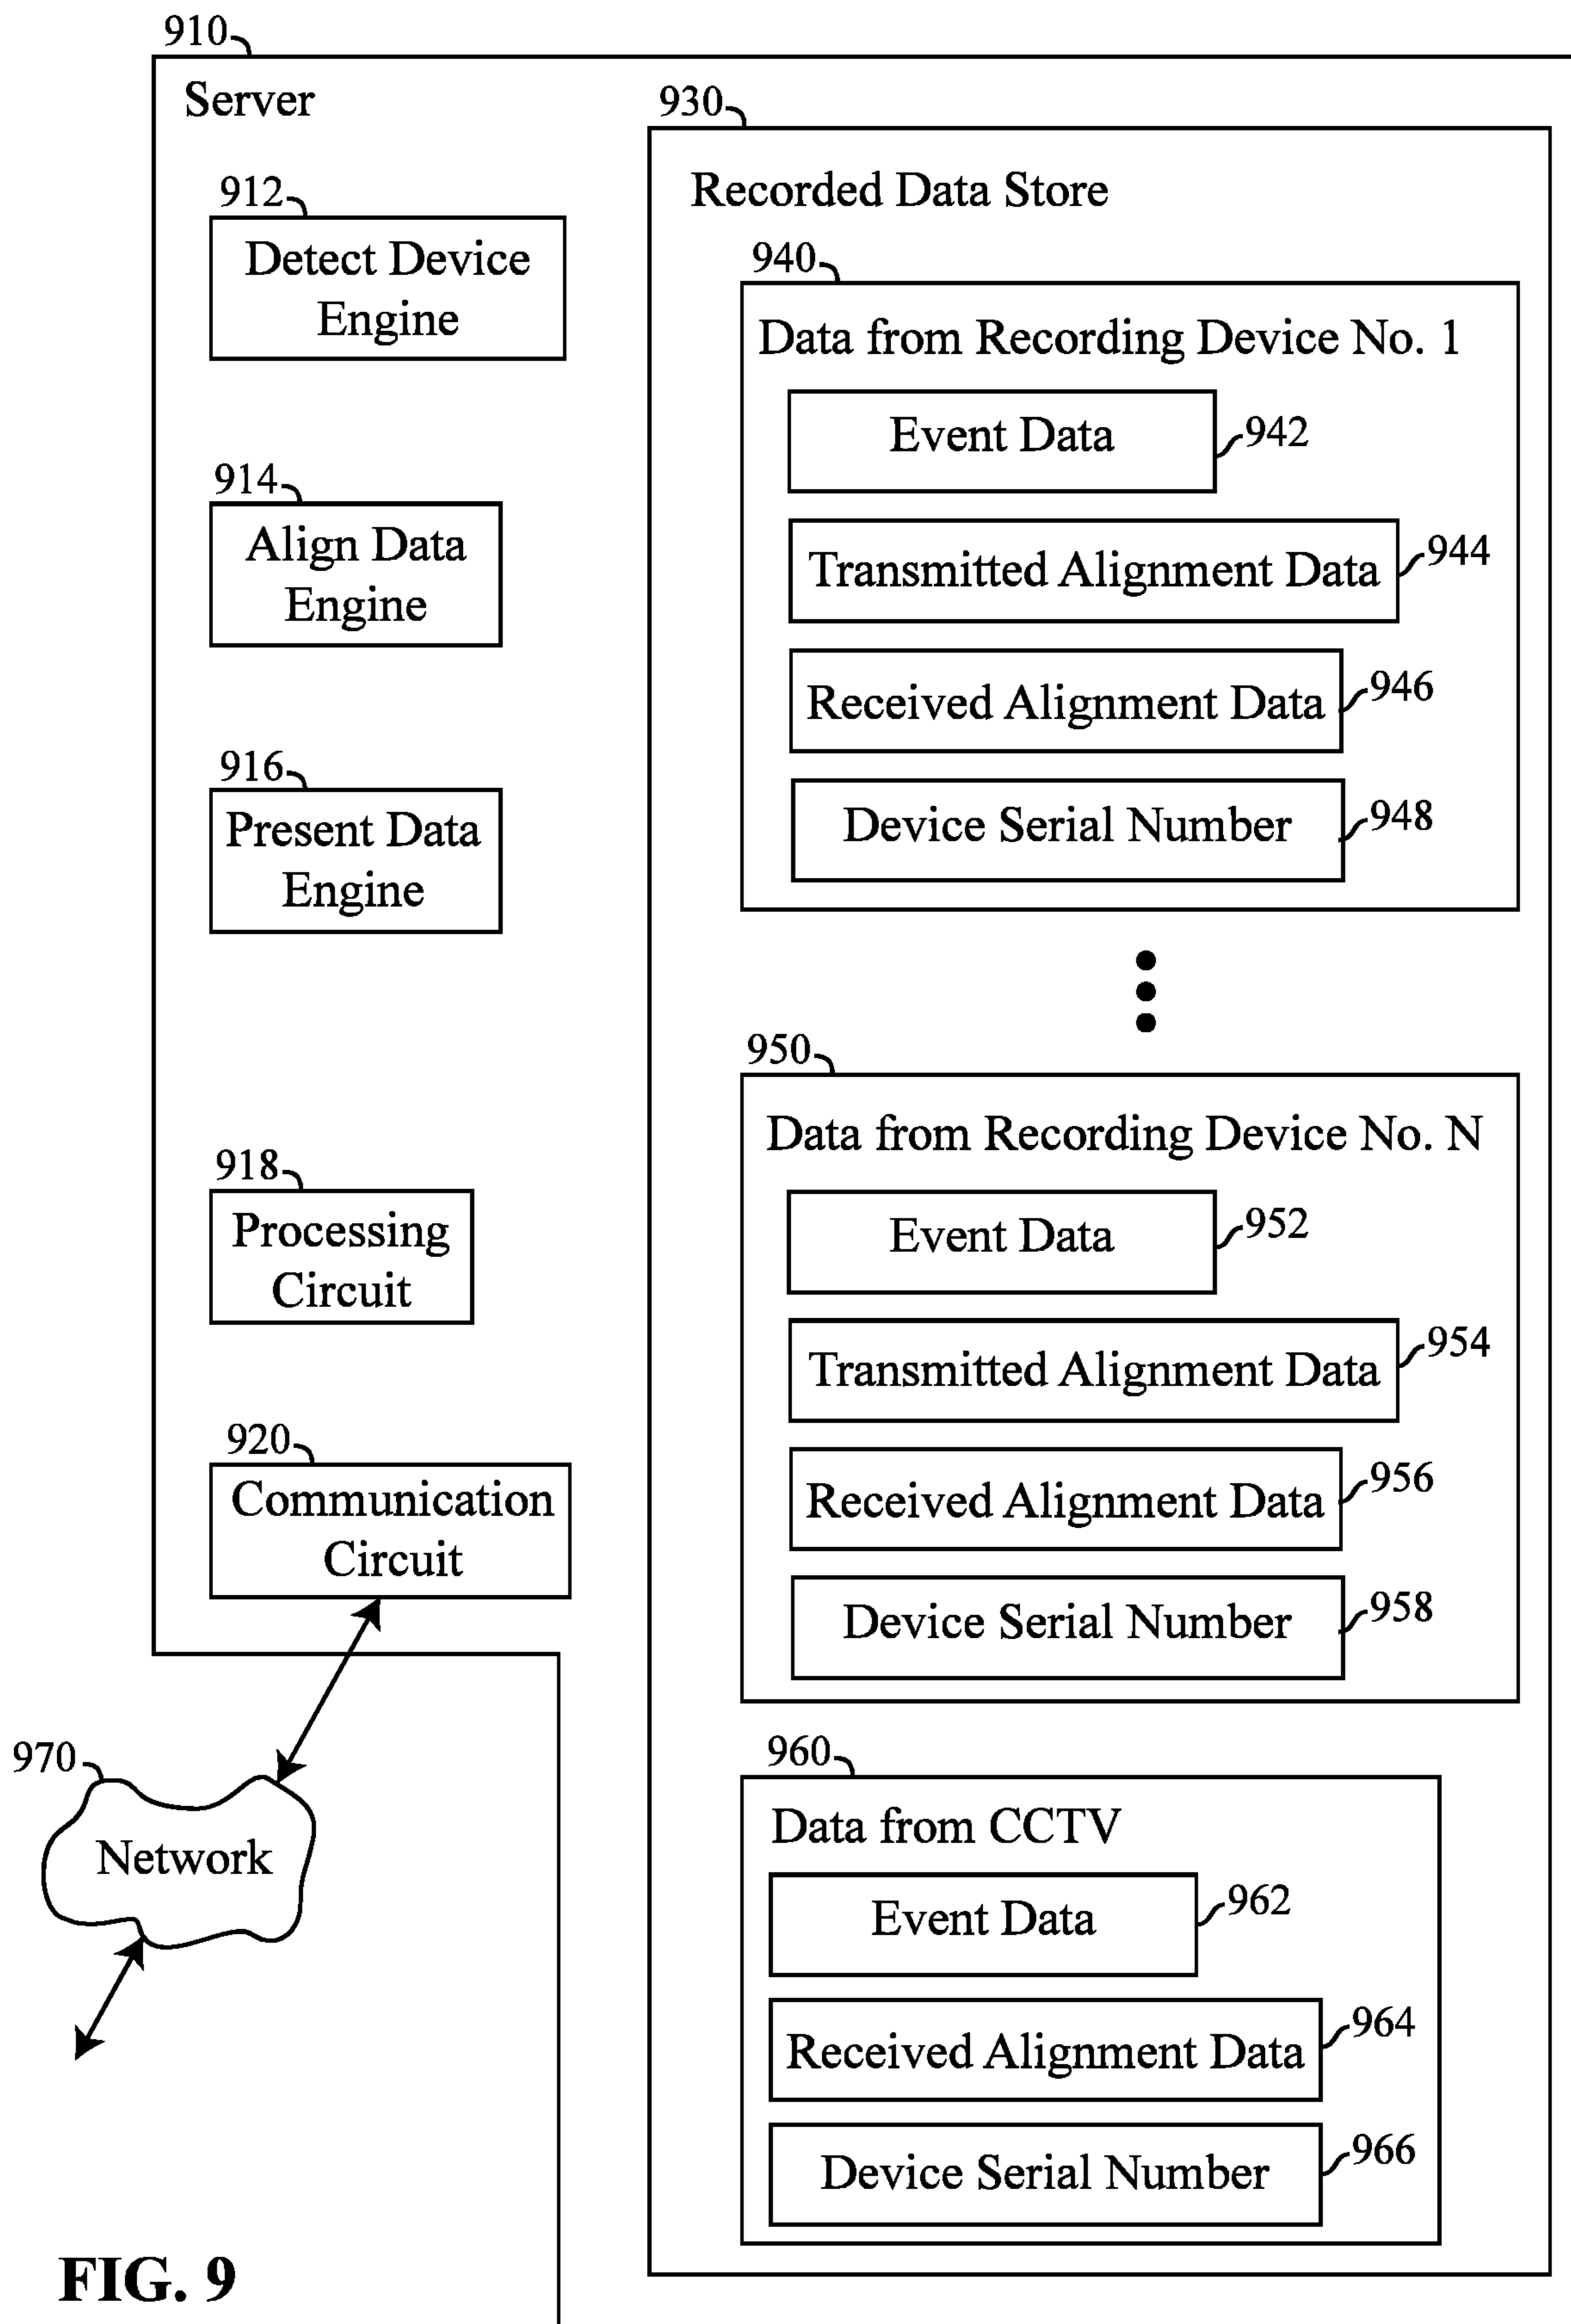 910
Server
912
Detect Device
Engine
914
Align Data
Engine
916
Present Data
Engine
918
Processing
Circuit
920
Communication
Circuit
970
Network
930
Recorded Data Store
940
Data from Recording Device No. 1
Event Data
942
Transmitted Alignment Data
944
Received Alignment Data
946
Device Serial Number
948
950
Data from Recording Device No. N
Event Data
952
Transmitted Alignment Data
954
Received Alignment Data
956
Device Serial Number
958
960
Data from CCTV
Event Data
962
Received Alignment Data
964
Device Serial Number
966
FIG. 9